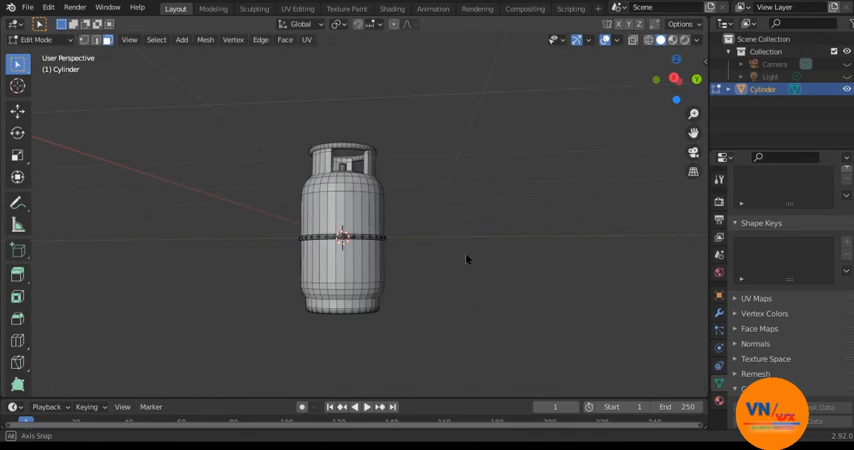 File Edit Render Window Help Layout Modeling Sculpting UV Editing Texture Paint Shading Animation Rendering Compositing Scripting Scene View Layer
Global X Y Z Options
Edit Mode View Select Add Mesh Vertex Edge Face UV
User Perspective
(1) Cylinder
Z
X
Y
Scene Collection
Collection
Camera
Light
Cylinder
Shape Keys
UV Maps
Vertex Colors
Face Maps
Normals
Texture Space
Remesh
Data
Data
VN/VFX
Playback Keying View Marker 1 Start 1 End 250
Axis Snap
2.92.0